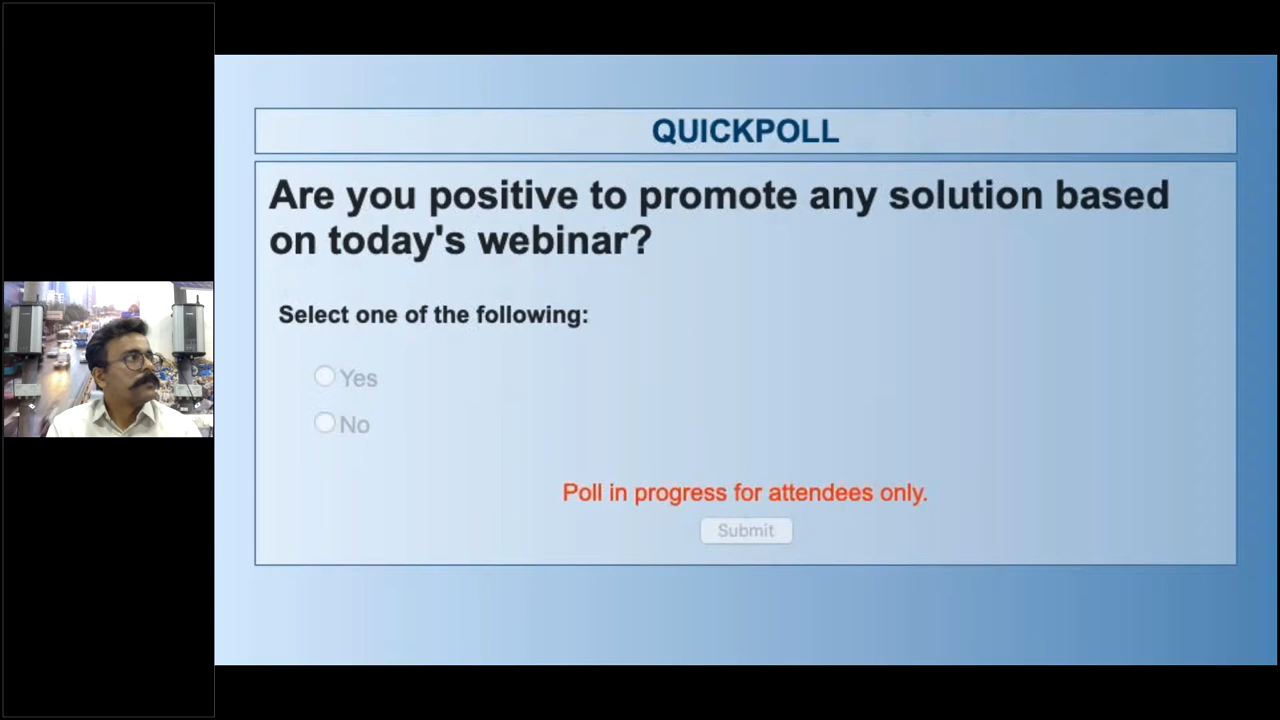 QUICKPOLL
Are you positive to promote any solution based
on today's webinar?
Select one of the following:
Yes
No
Poll in progress for attendees only.
Submit